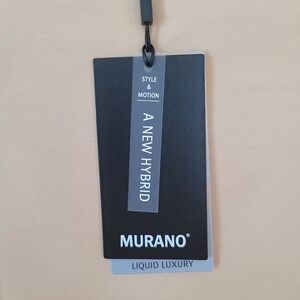 STYLE
&
MOTION
A NEW HYBRID
MURANO®
LIQUID LUXURY